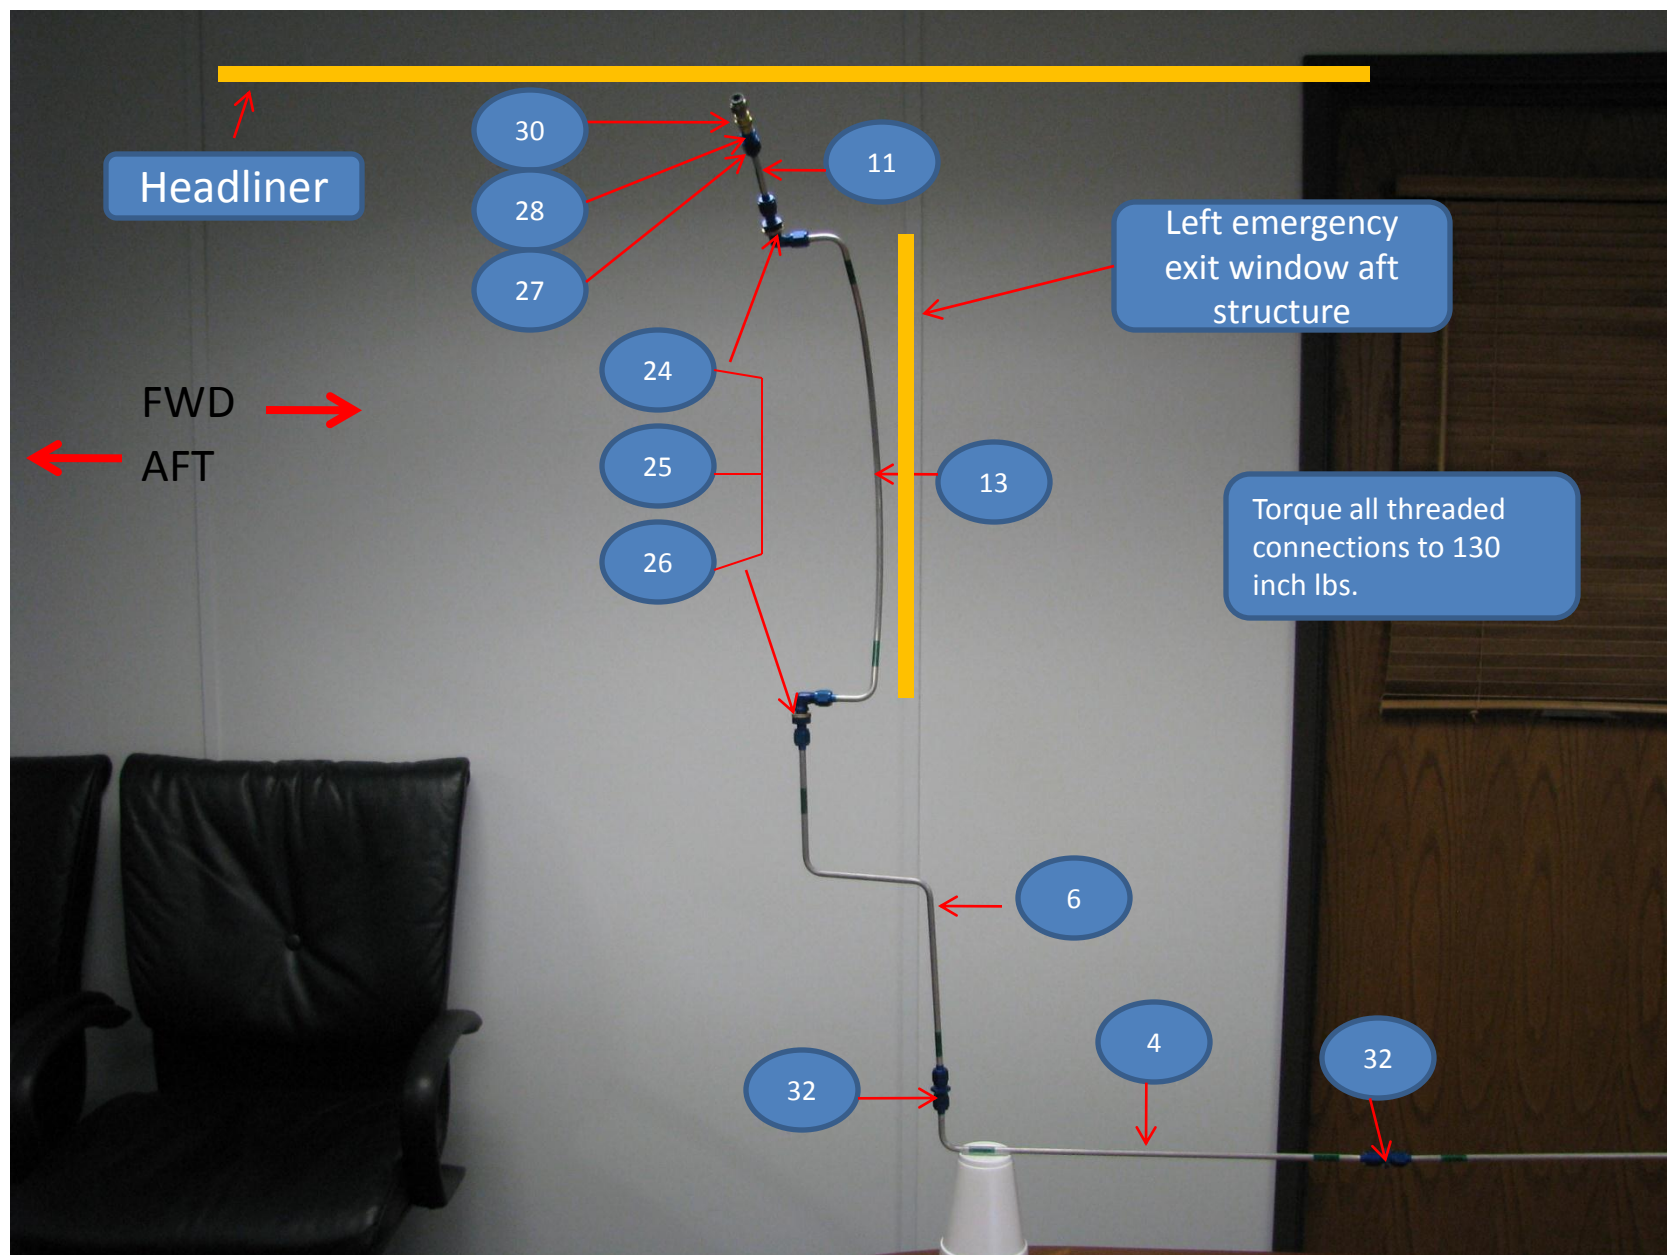 Headliner
30
28
27
11
Left emergency
exit window aft
structure
24
25
26
FWD
AFT
13
Torque all threaded
connections to 130
inch lbs.
6
4
32
32